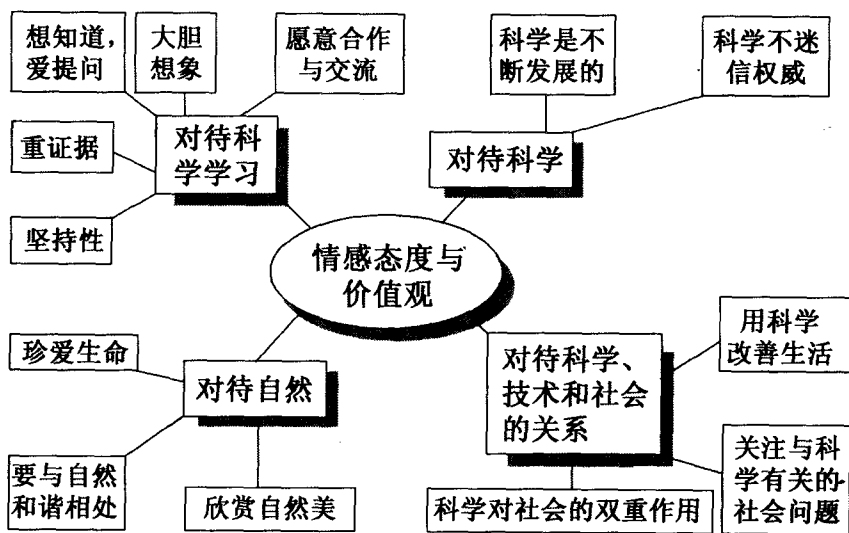 想知道，
爱提问
大胆
想象
愿意合作
与交流
科学是不
断发展的
科学不迷
信权威
重证据
对待科
学学习
对待科学
坚持性
情感态度与
价值观
珍爱生命
对待自然
对待科学、
技术和社会
的关系
用科学
改善生活
要与自然
和谐相处
欣赏自然美
科学对社会的双重作用
关注与科
学有关的
社会问题